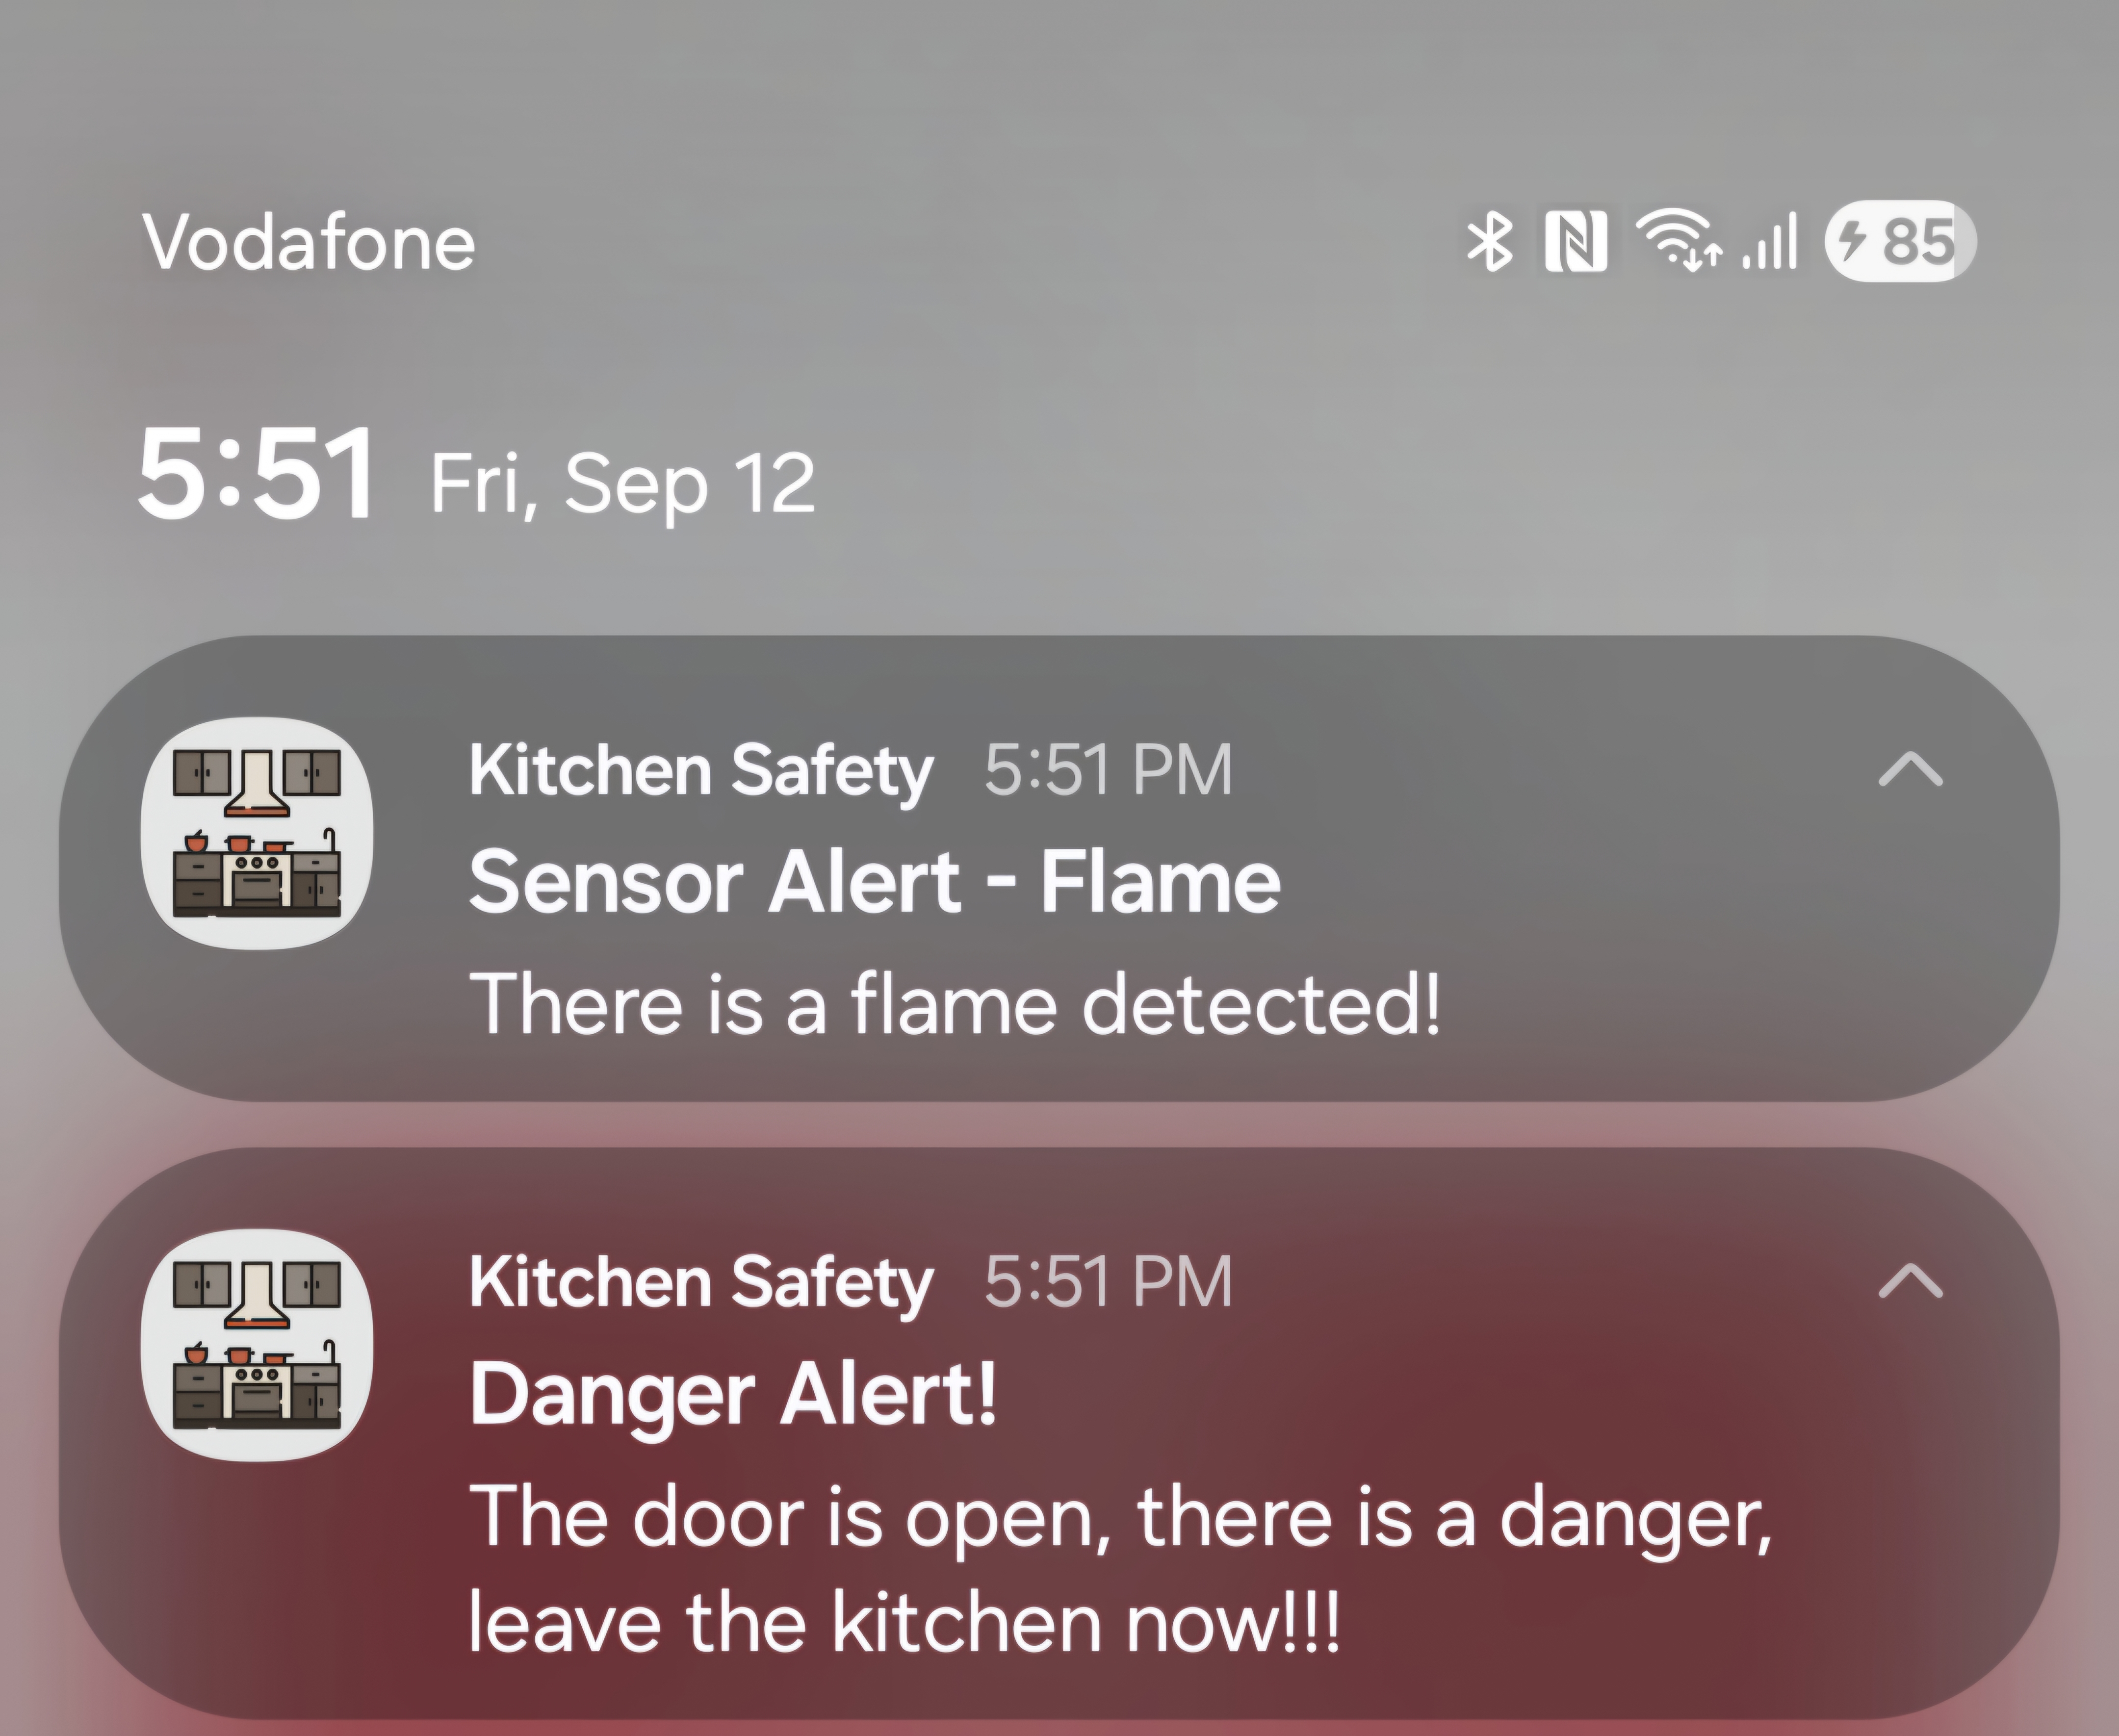 Vodafone
85
5:51 Fri, Sep 12
Kitchen Safety 5:51 PM
Sensor Alert - Flame
There is a flame detected!
Kitchen Safety 5:51 PM
Danger Alert!
The door is open, there is a danger,
leave the kitchen now!!!